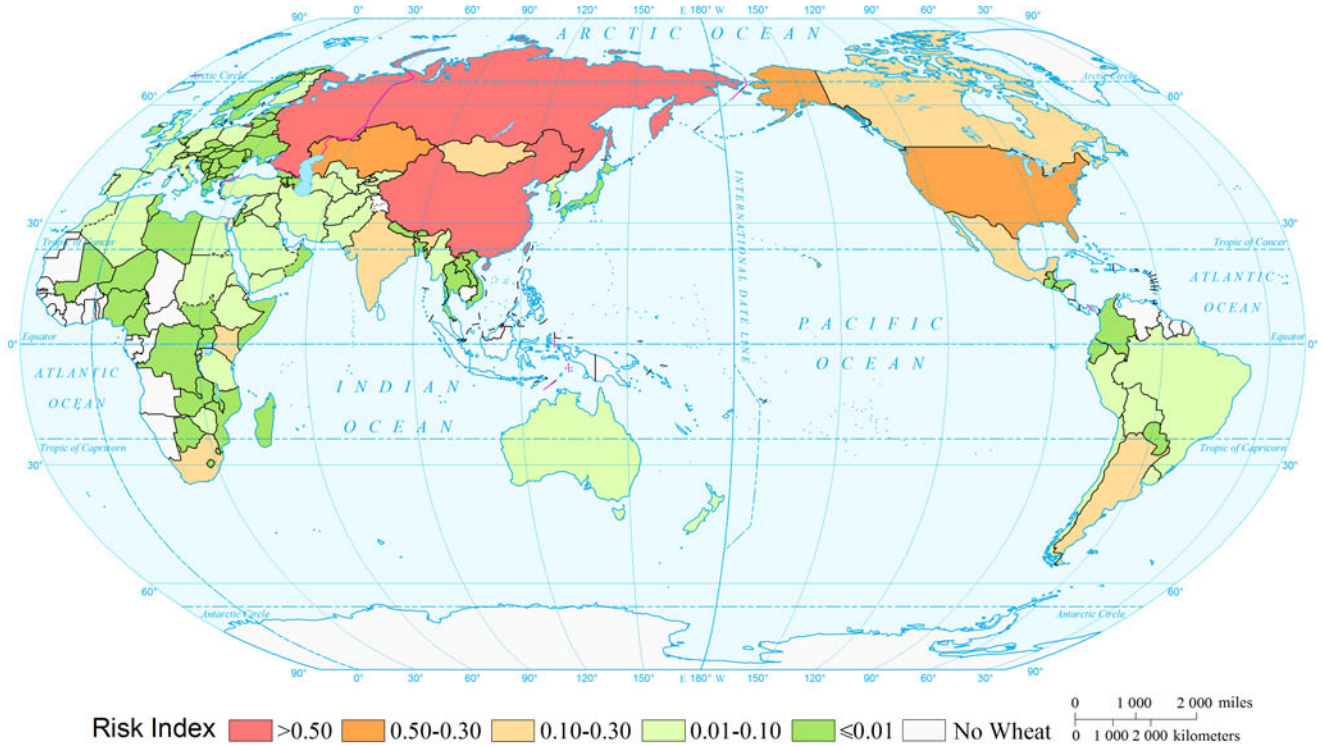 90° 60° 30° 0° 30° 60° 90° 120° 150° E 180° W 150° 120° 90° 60° 30° 90°
ARCTIC OCEAN
Arctic Circle
Arctic Circle
60°
60°
30°
30°
Tropic of Cancer
Tropic of Cancer
INTERNATIONAL DATE LINE
ATLANTIC
OCEAN
PACIFIC
OCEAN
Equator
Equator
0°
0°
ATLANTIC
OCEAN
INDIAN
OCEAN
Tropic of Capricorn
Tropic of Capricorn
30°
30°
60°
60°
Antarctic Circle
Antarctic Circle
90° 0° 30° 60° 90° 120° 150° E 180° W 150° 120° 90° 60° 30° 90°
Risk Index >0.50 0.50-0.30 0.10-0.30 0.01-0.10 ⩽0.01 No Wheat
0 1 000 2 000 miles
0 1 000 2 000 kilometers